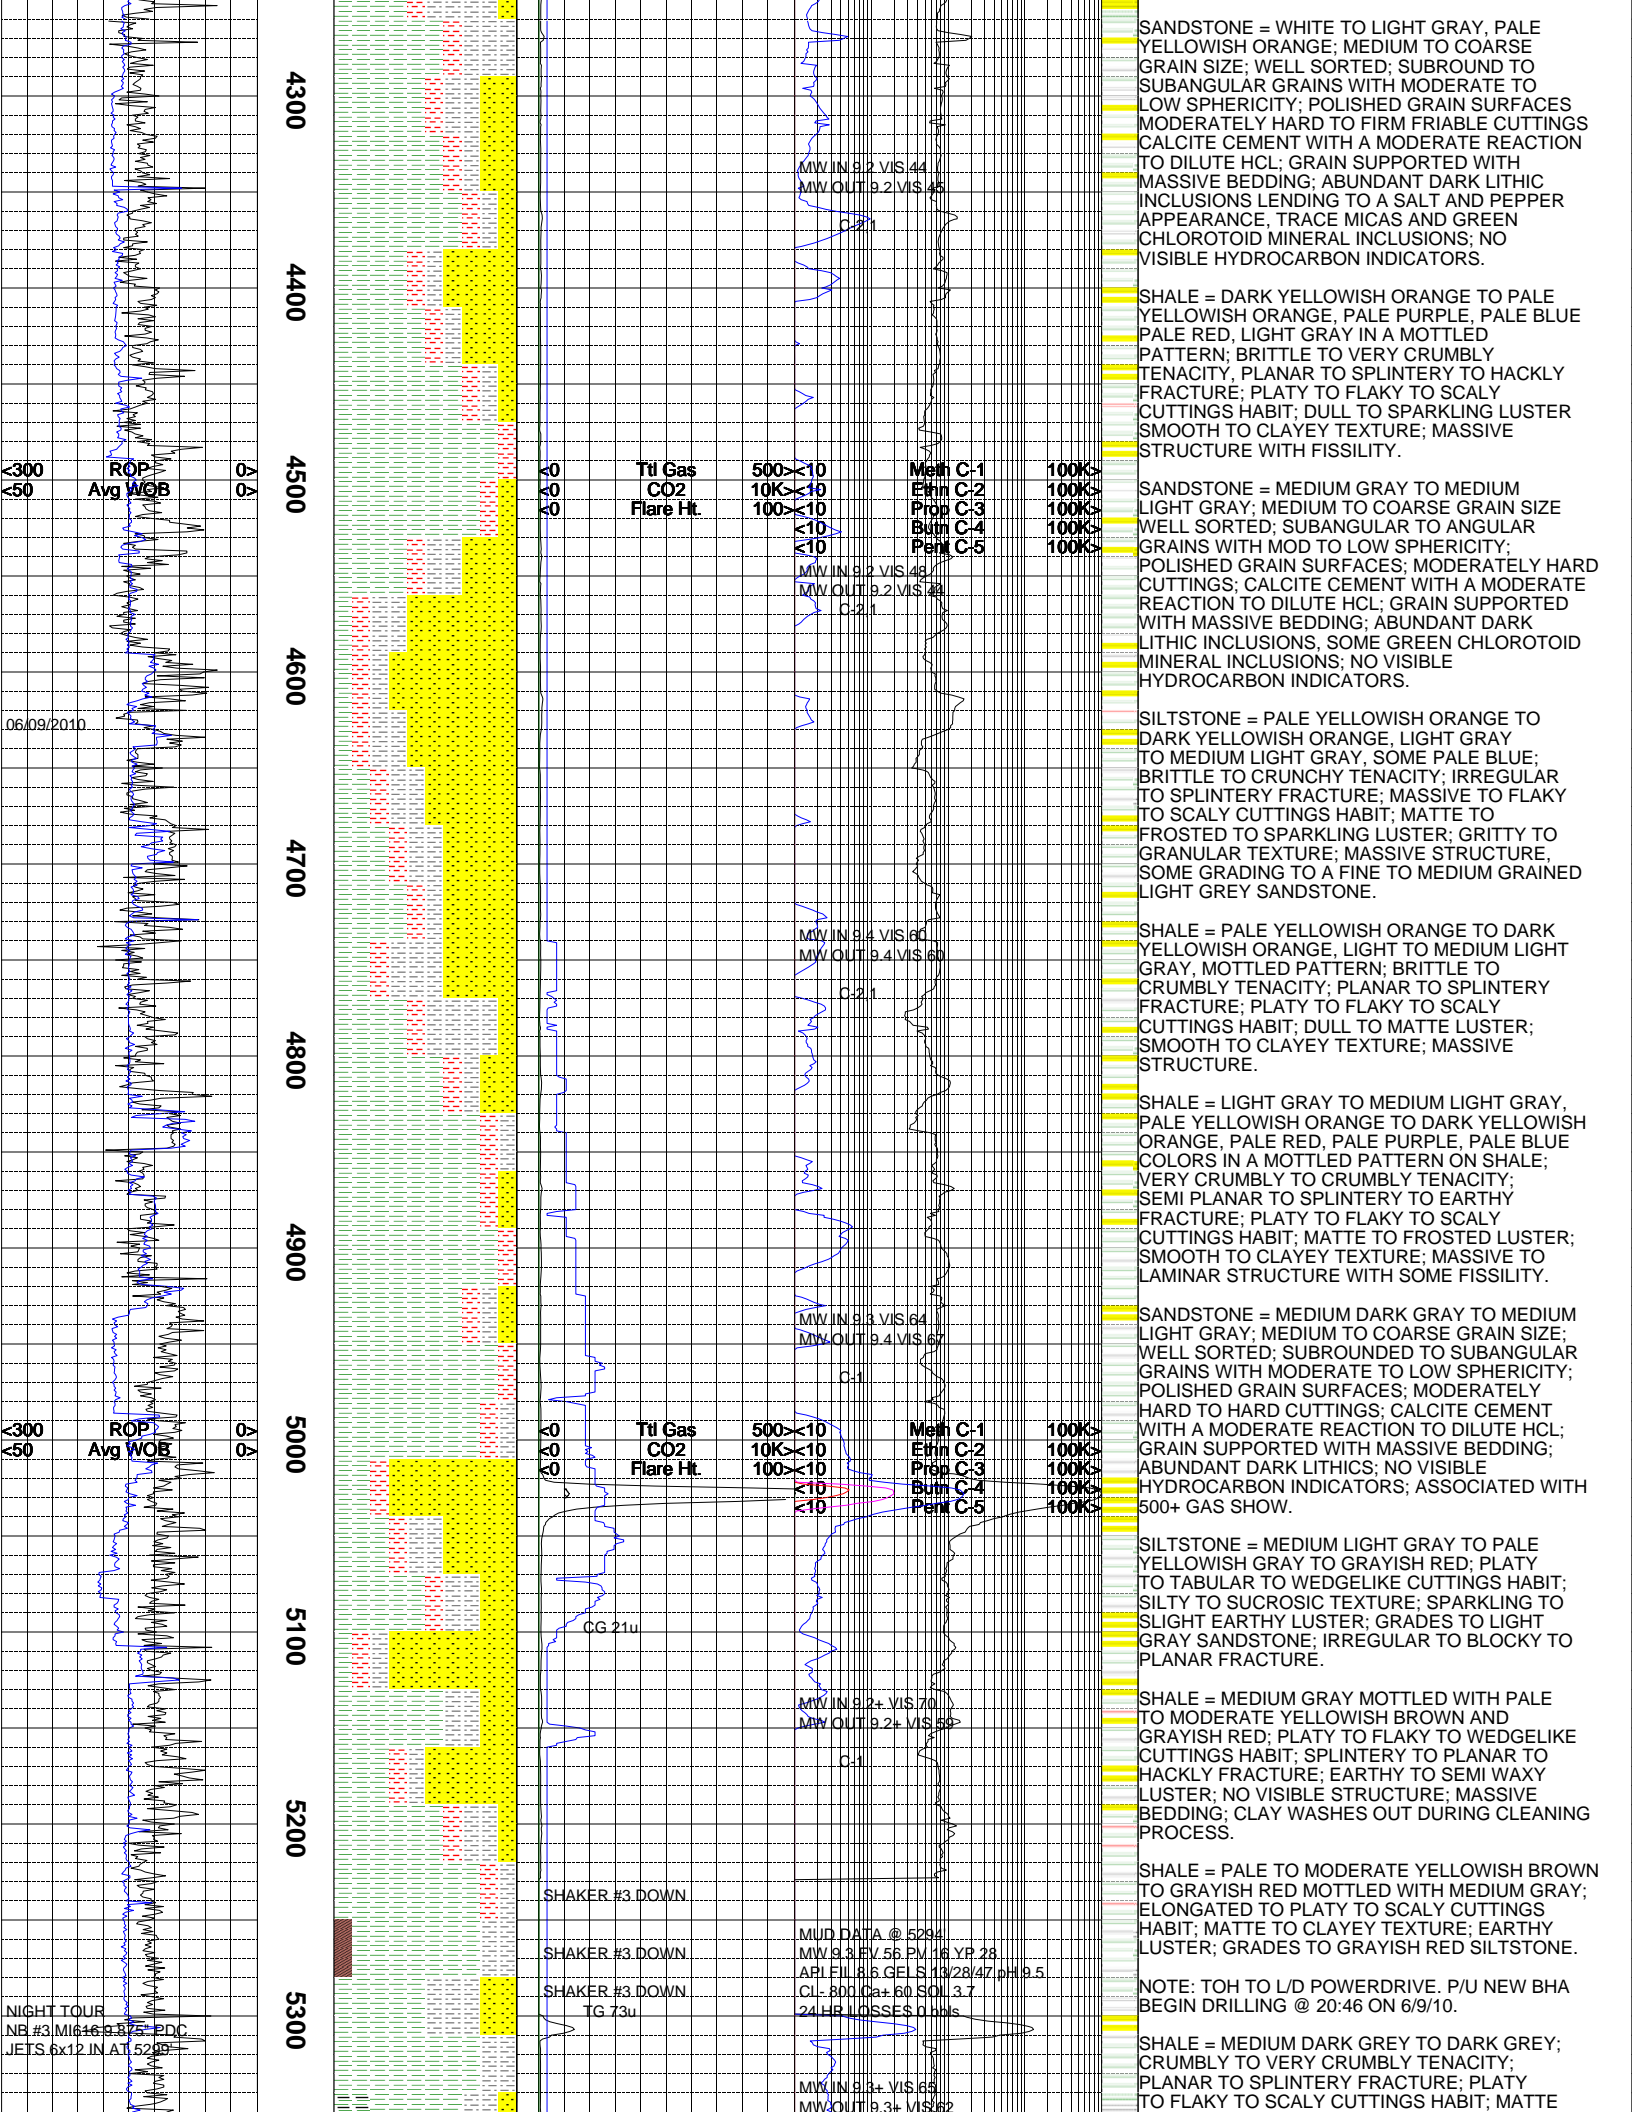 SANDSTONE = WHITE TO LIGHT GRAY, PALE
YELLOWISH ORANGE; MEDIUM TO COARSE
GRAIN SIZE; WELL SORTED; SUBROUND TO
SUBANGULAR GRAINS WITH MODERATE TO
LOW SPHERICITY; POLISHED GRAIN SURFACES
MODERATELY HARD TO FIRM FRIABLE CUTTINGS
CALCITE CEMENT WITH A MODERATE REACTION
TO DILUTE HCL; GRAIN SUPPORTED WITH
MASSIVE BEDDING; ABUNDANT DARK LITHIC
INCLUSIONS LENDING TO A SALT AND PEPPER
APPEARANCE, TRACE MICAS AND GREEN
CHLOROTOID MINERAL INCLUSIONS; NO
VISIBLE HYDROCARBON INDICATORS.
4300
MW IN 9.2 VIS 44
MW OUT 9.2 VIS 45
C-2,1
4400
SHALE = DARK YELLOWISH ORANGE TO PALE
YELLOWISH ORANGE, PALE PURPLE, PALE BLUE
PALE RED, LIGHT GRAY IN A MOTTLED
PATTERN; BRITTLE TO VERY CRUMBLY
TENACITY, PLANAR TO SPLINTERY TO HACKLY
FRACTURE; PLATY TO FLAKY TO SCALY
CUTTINGS HABIT; DULL TO SPARKLING LUSTER
SMOOTH TO CLAYEY TEXTURE; MASSIVE
STRUCTURE WITH FISSILITY.
<300 ROP 0>
<50 Avg WOB 0>
4500
<0 Ttl Gas 500>
<0 CO2 10K>
<0 Flare Ht. 100>
<10 Meth C-1 100K>
<10 Ethn C-2 100K>
<10 Prop C-3 100K>
<10 Butn C-4 100K>
<10 Pent C-5 100K>
MW IN 9.2 VIS 48
MW OUT 9.2 VIS 44
C-2,1
SANDSTONE = MEDIUM GRAY TO MEDIUM
LIGHT GRAY; MEDIUM TO COARSE GRAIN SIZE
WELL SORTED; SUBANGULAR TO ANGULAR
GRAINS WITH MOD TO LOW SPHERICITY;
POLISHED GRAIN SURFACES; MODERATELY HARD
CUTTINGS; CALCITE CEMENT WITH A MODERATE
REACTION TO DILUTE HCL; GRAIN SUPPORTED
WITH MASSIVE BEDDING; ABUNDANT DARK
LITHIC INCLUSIONS, SOME GREEN CHLOROTOID
MINERAL INCLUSIONS; NO VISIBLE
HYDROCARBON INDICATORS.
4600
06/09/2010
SILTSTONE = PALE YELLOWISH ORANGE TO
DARK YELLOWISH ORANGE, LIGHT GRAY
TO MEDIUM LIGHT GRAY, SOME PALE BLUE;
BRITTLE TO CRUNCHY TENACITY; IRREGULAR
TO SPLINTERY FRACTURE; MASSIVE TO FLAKY
TO SCALY CUTTINGS HABIT; MATTE TO
FROSTED TO SPARKLING LUSTER; GRITTY TO
GRANULAR TEXTURE; MASSIVE STRUCTURE,
SOME GRADING TO A FINE TO MEDIUM GRAINED
LIGHT GREY SANDSTONE.
4700
MW IN 9.4 VIS 60
MW OUT 9.4 VIS 60
C-2,1
SHALE = PALE YELLOWISH ORANGE TO DARK
YELLOWISH ORANGE, LIGHT TO MEDIUM LIGHT
GRAY, MOTTLED PATTERN; BRITTLE TO
CRUMBLY TENACITY; PLANAR TO SPLINTERY
FRACTURE; PLATY TO FLAKY TO SCALY
CUTTINGS HABIT; DULL TO MATTE LUSTER;
SMOOTH TO CLAYEY TEXTURE; MASSIVE
STRUCTURE.
4800
SHALE = LIGHT GRAY TO MEDIUM LIGHT GRAY,
PALE YELLOWISH ORANGE TO DARK YELLOWISH
ORANGE, PALE RED, PALE PURPLE, PALE BLUE
COLORS IN A MOTTLED PATTERN ON SHALE;
VERY CRUMBLY TO CRUMBLY TENACITY;
SEMI PLANAR TO SPLINTERY TO EARTHY
FRACTURE; PLATY TO FLAKY TO SCALY
CUTTINGS HABIT; MATTE TO FROSTED LUSTER;
SMOOTH TO CLAYEY TEXTURE; MASSIVE TO
LAMINAR STRUCTURE WITH SOME FISSILITY.
4900
MW IN 9.3 VIS 64
MW OUT 9.4 VIS 67
C-1
SANDSTONE = MEDIUM DARK GRAY TO MEDIUM
LIGHT GRAY; MEDIUM TO COARSE GRAIN SIZE;
WELL SORTED; SUBROUNDED TO SUBANGULAR
GRAINS WITH MODERATE TO LOW SPHERICITY;
POLISHED GRAIN SURFACES; MODERATELY
HARD TO HARD CUTTINGS; CALCITE CEMENT
WITH A MODERATE REACTION TO DILUTE HCL;
GRAIN SUPPORTED WITH MASSIVE BEDDING;
ABUNDANT DARK LITHICS; NO VISIBLE
HYDROCARBON INDICATORS; ASSOCIATED WITH
500+ GAS SHOW.
<300 ROP 0>
<50 Avg WOB 0>
5000
<0 Ttl Gas 500>
<0 CO2 10K>
<0 Flare Ht. 100>
<10 Meth C-1 100K>
<10 Ethn C-2 100K>
<10 Prop C-3 100K>
<10 Butn C-4 100K>
<10 Pent C-5 100K>
SILTSTONE = MEDIUM LIGHT GRAY TO PALE
YELLOWISH GRAY TO GRAYISH RED; PLATY
TO TABULAR TO WEDGELIKE CUTTINGS HABIT;
SILTY TO SUCROSIC TEXTURE; SPARKLING TO
SLIGHT EARTHY LUSTER; GRADES TO LIGHT
GRAY SANDSTONE; IRREGULAR TO BLOCKY TO
PLANAR FRACTURE.
5100
CG 21u
MW IN 9.2+ VIS 70
MW OUT 9.2+ VIS 59
C-1
SHALE = MEDIUM GRAY MOTTLED WITH PALE
TO MODERATE YELLOWISH BROWN AND
GRAYISH RED; PLATY TO FLAKY TO WEDGELIKE
CUTTINGS HABIT; SPLINTERY TO PLANAR TO
HACKLY FRACTURE; EARTHY TO SEMI WAXY
LUSTER; NO VISIBLE STRUCTURE; MASSIVE
BEDDING; CLAY WASHES OUT DURING CLEANING
PROCESS.
5200
SHALE = PALE TO MODERATE YELLOWISH BROWN
TO GRAYISH RED MOTTLED WITH MEDIUM GRAY;
ELONGATED TO PLATY TO SCALY CUTTINGS
HABIT; MATTE TO CLAYEY TEXTURE; EARTHY
LUSTER; GRADES TO GRAYISH RED SILTSTONE.
SHAKER #3 DOWN
SHAKER #3 DOWN
SHAKER #3 DOWN
TG 73u
MUD DATA @ 5294
MW 9.3 FV 56 PV 16 YP 28
API FIL 8.6 GELS 13/28/47 pH 9.5
CL- 800 Ca+ 60 SOL 3.7
24 HR LOSSES 0 bbls
NOTE: TOH TO L/D POWERDRIVE. P/U NEW BHA
BEGIN DRILLING @ 20:46 ON 6/9/10.
5300
NIGHT TOUR
NB #3 MI616 9.875" PDC
JETS 6x12 IN AT 5299'
MW IN 9.3+ VIS 65
MW OUT 9.3+ VIS 62
SHALE = MEDIUM DARK GREY TO DARK GREY;
CRUMBLY TO VERY CRUMBLY TENACITY;
PLANAR TO SPLINTERY FRACTURE; PLATY
TO FLAKY TO SCALY CUTTINGS HABIT; MATTE